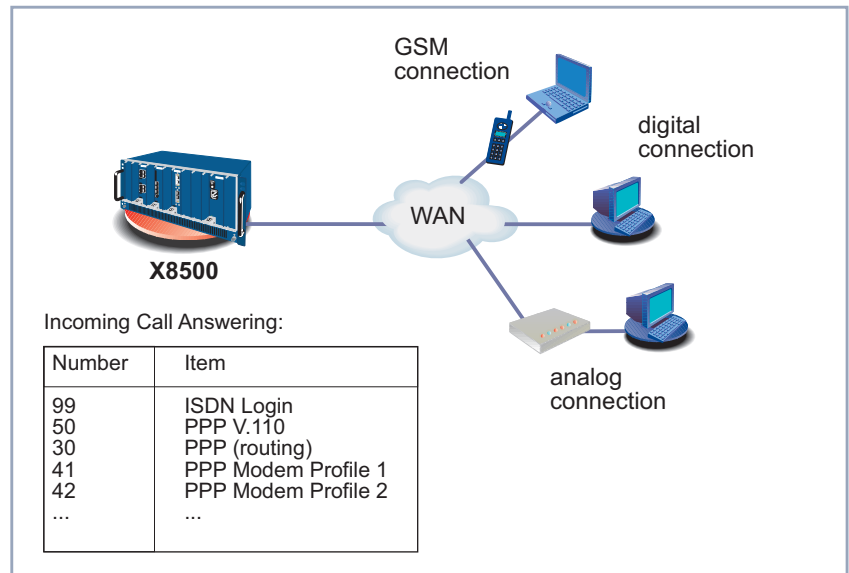 GSM
connection
digital
connection
WAN
X8500
analog
connection
Incoming Call Answering:
Number Item
99 ISDN Login
50 PPP V.110
30 PPP (routing)
41 PPP Modem Profile 1
42 PPP Modem Profile 2
... ...